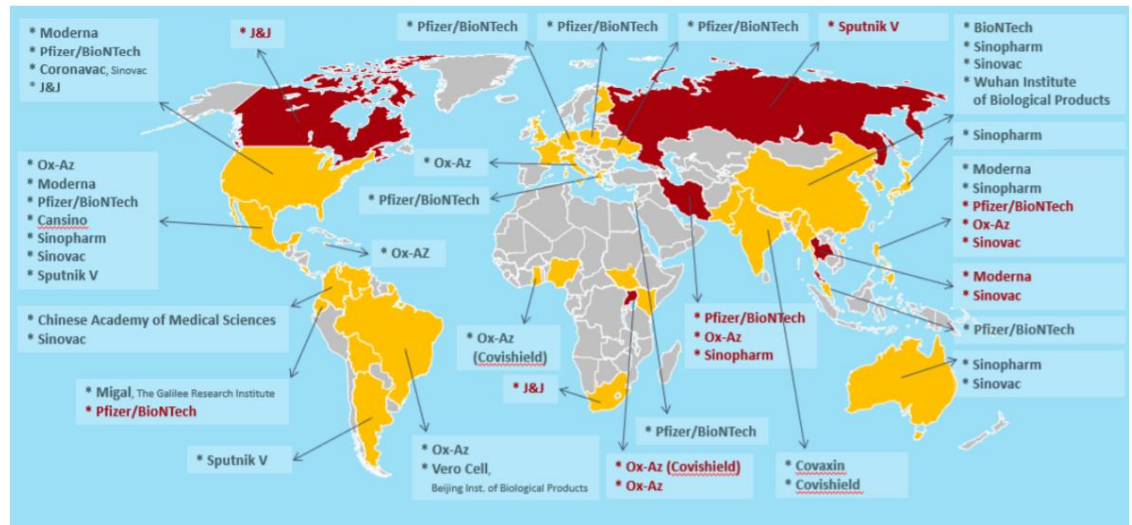 * Moderna
* Pfizer/BioNTech
* Coronavac, Sinovac
* J&J
* J&J
* Pfizer/BioNTech
* Pfizer/BioNTech
* Pfizer/BioNTech
* Sputnik V
* BioNTech
* Sinopharm
* Sinovac
* Wuhan Institute
of Biological Products
* Sinopharm
* Ox-Az
* Moderna
* Pfizer/BioNTech
* Cansino
* Sinopharm
* Sinovac
* Sputnik V
* Ox-Az
* Pfizer/BioNTech
* Ox-AZ
* Moderna
* Sinopharm
* Pfizer/BioNTech
* Ox-Az
* Sinovac
* Moderna
* Sinovac
* Chinese Academy of Medical Sciences
* Sinovac
* Ox-Az
(Covishield)
* Pfizer/BioNTech
* Ox-Az
* Sinopharm
* Pfizer/BioNTech
* Migal, The Galilee Research Institute
* Pfizer/BioNTech
* J&J
* Sinopharm
* Sinovac
* Sputnik V
* Ox-Az
* Vero Cell,
Beijing Inst. of Biological Products
* Pfizer/BioNTech
* Ox-Az (Covishield)
* Ox-Az
* Covaxin
* Covishield